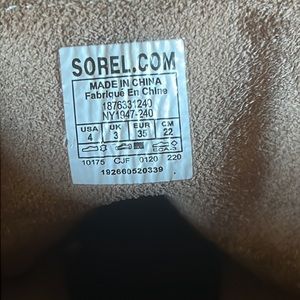 SOREL.COM
MADE IN CHINA
Fabriqué En Chine
1876331240
NY1947-240
USA UK EUR CM
4 3 35 22
10175 CJF 0120 220
192660520339